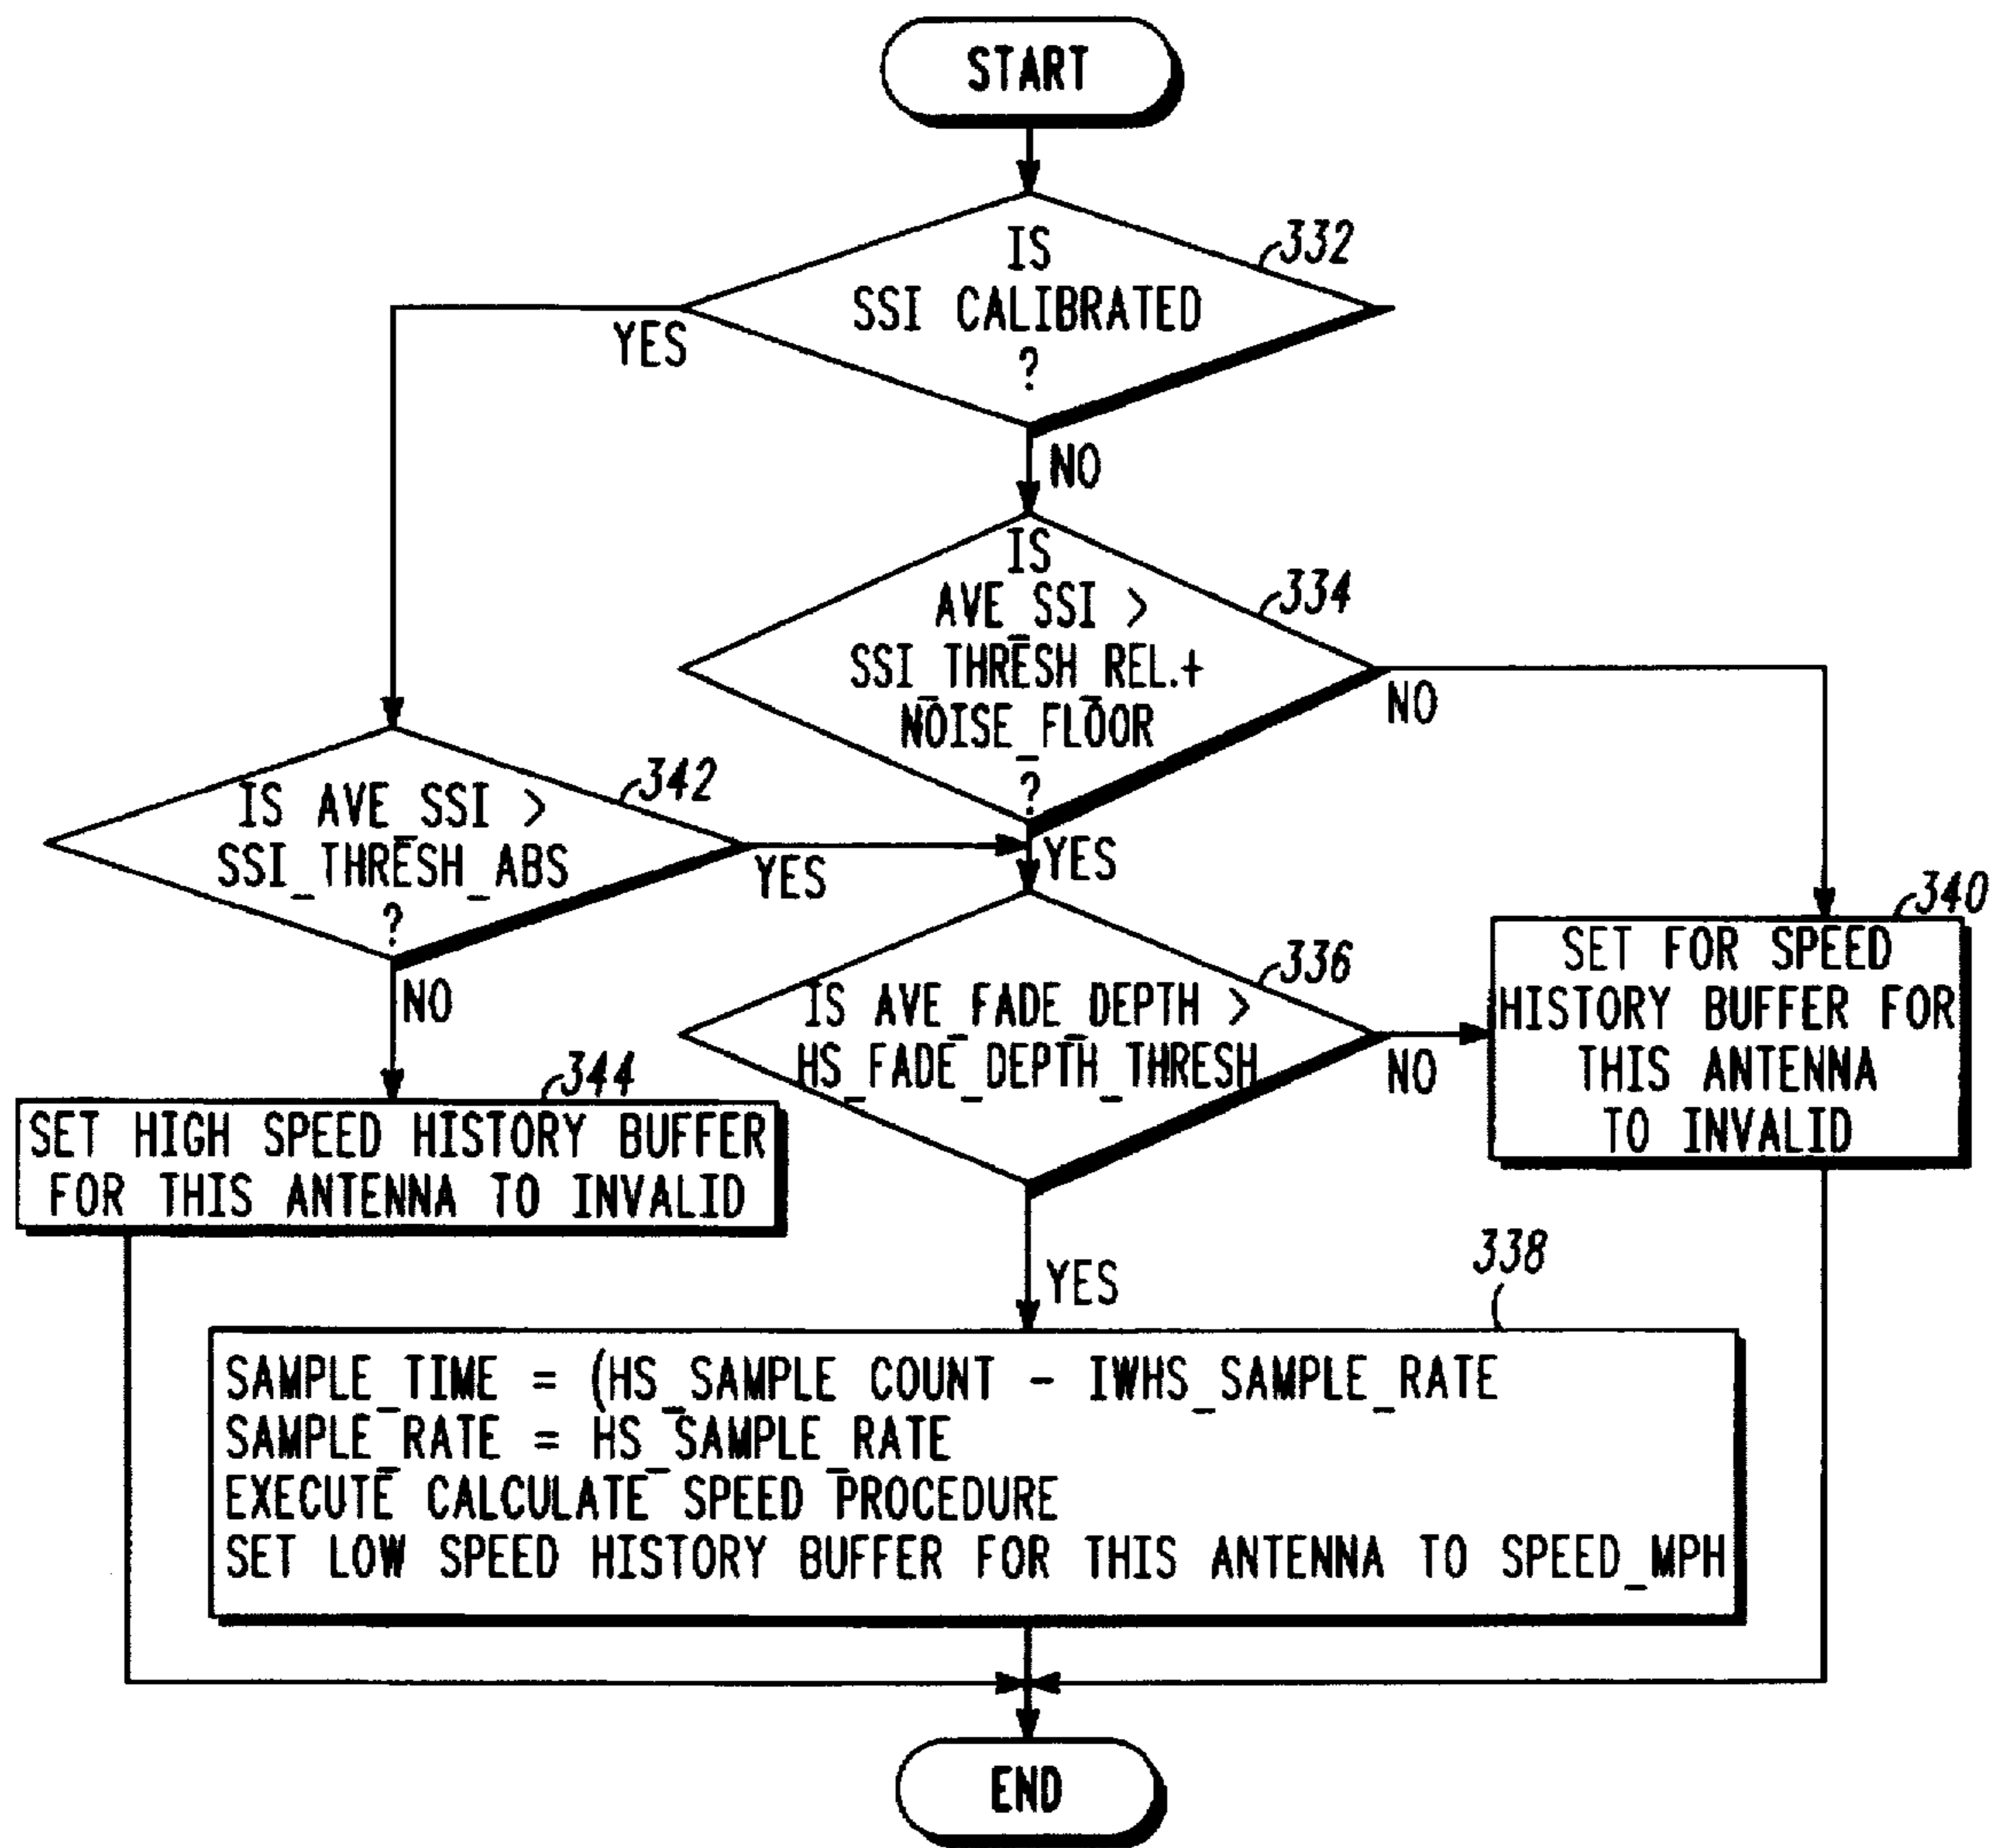 START
IS
SSI CALIBRATED
?
332
YES
NO
IS
AVE_SSI >
SSI_THRESH_REL.+
NOISE_FLOOR
?
334
NO
YES
IS AVE_SSI >
SSI_THRESH_ABS
?
342
YES
NO
IS AVE_FADE_DEPTH >
HS_FADE_DEPTH_THRESH
336
NO
YES
340
SET FOR SPEED
HISTORY BUFFER FOR
THIS ANTENNA
TO INVALID
344
SET HIGH SPEED HISTORY BUFFER
FOR THIS ANTENNA TO INVALID
338
SAMPLE_TIME = (HS_SAMPLE COUNT - IWHS_SAMPLE_RATE
SAMPLE_RATE = HS_SAMPLE_RATE
EXECUTE CALCULATE_SPEED_PROCEDURE
SET LOW SPEED HISTORY BUFFER FOR THIS ANTENNA TO SPEED_MPH
END